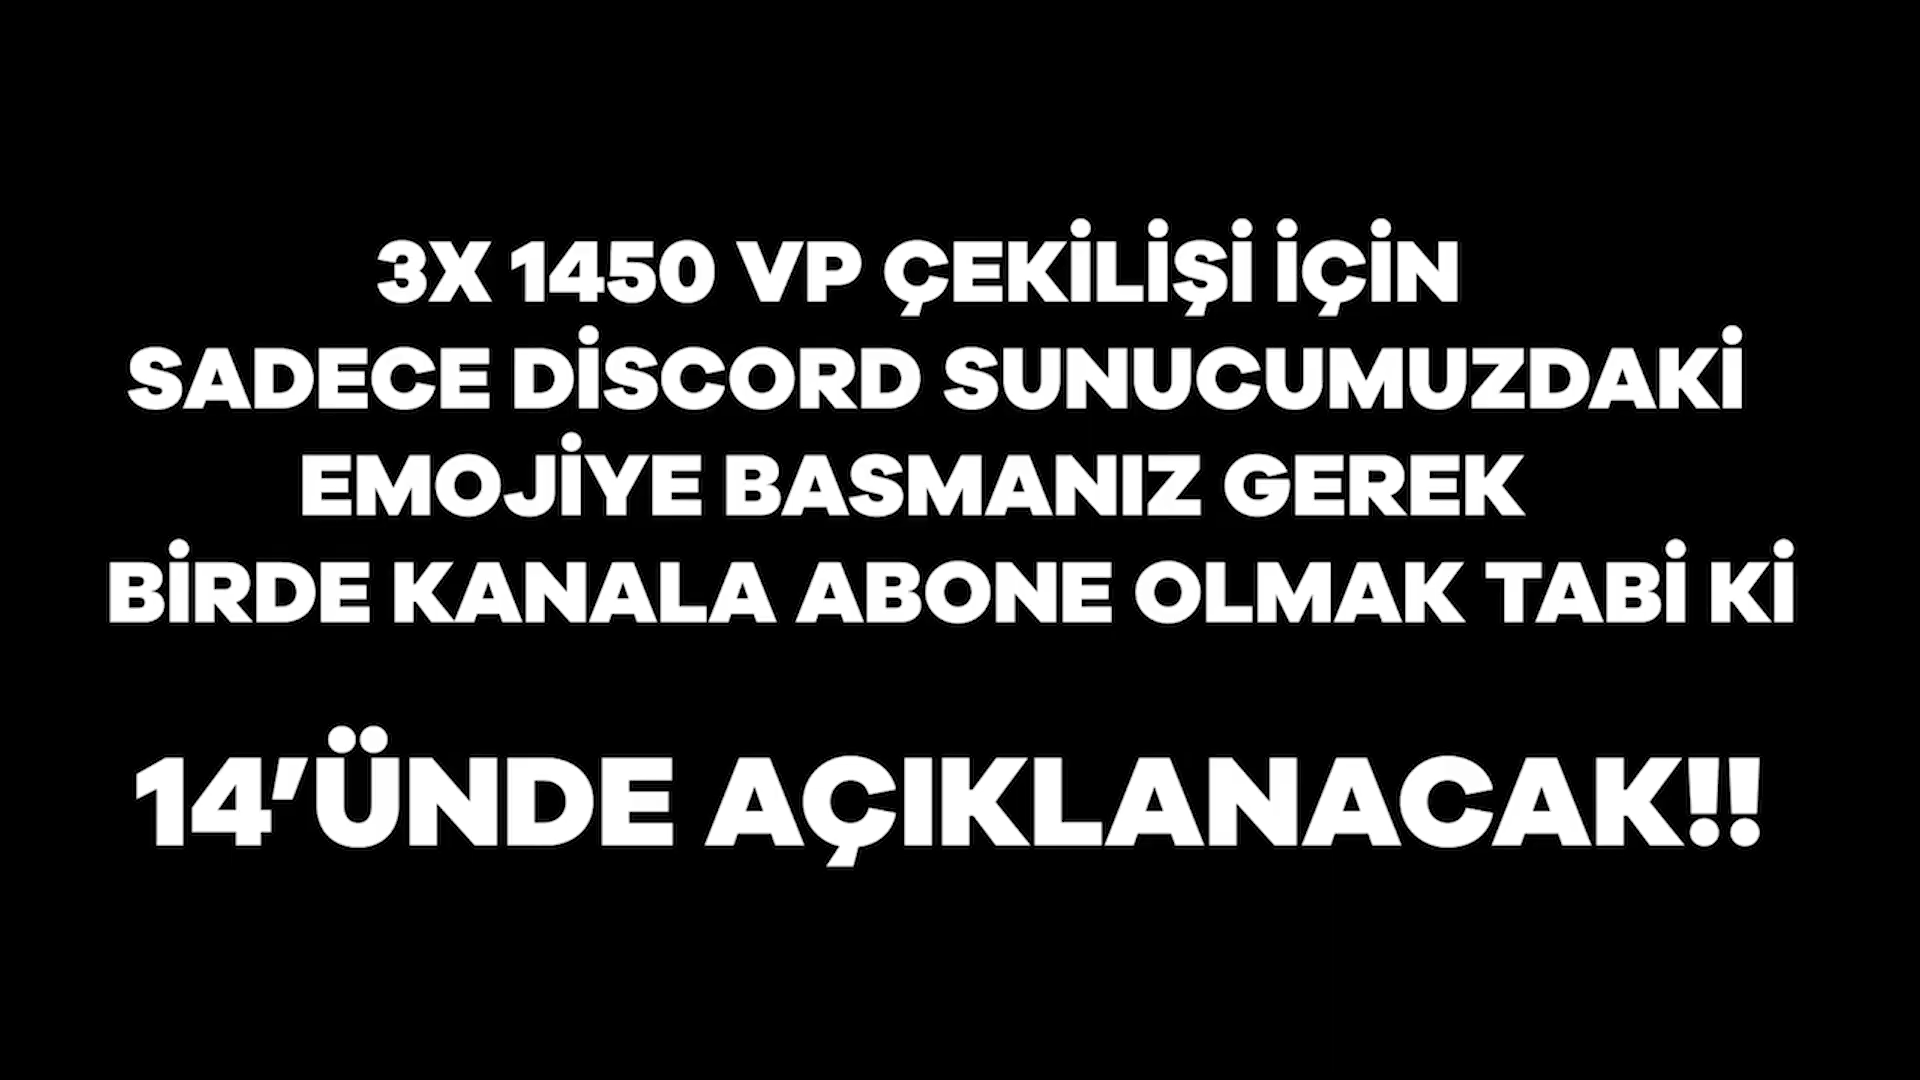 3X 1450 VP ÇEKİLİŞİ İÇİN
SADECE DİSCORD SUNUCUMUZDAKİ
EMOJİYE BASMANIZ GEREK
BİRDE KANALA ABONE OLMAK TABİ Kİ
14'ÜNDE AÇIKLANACAK!!